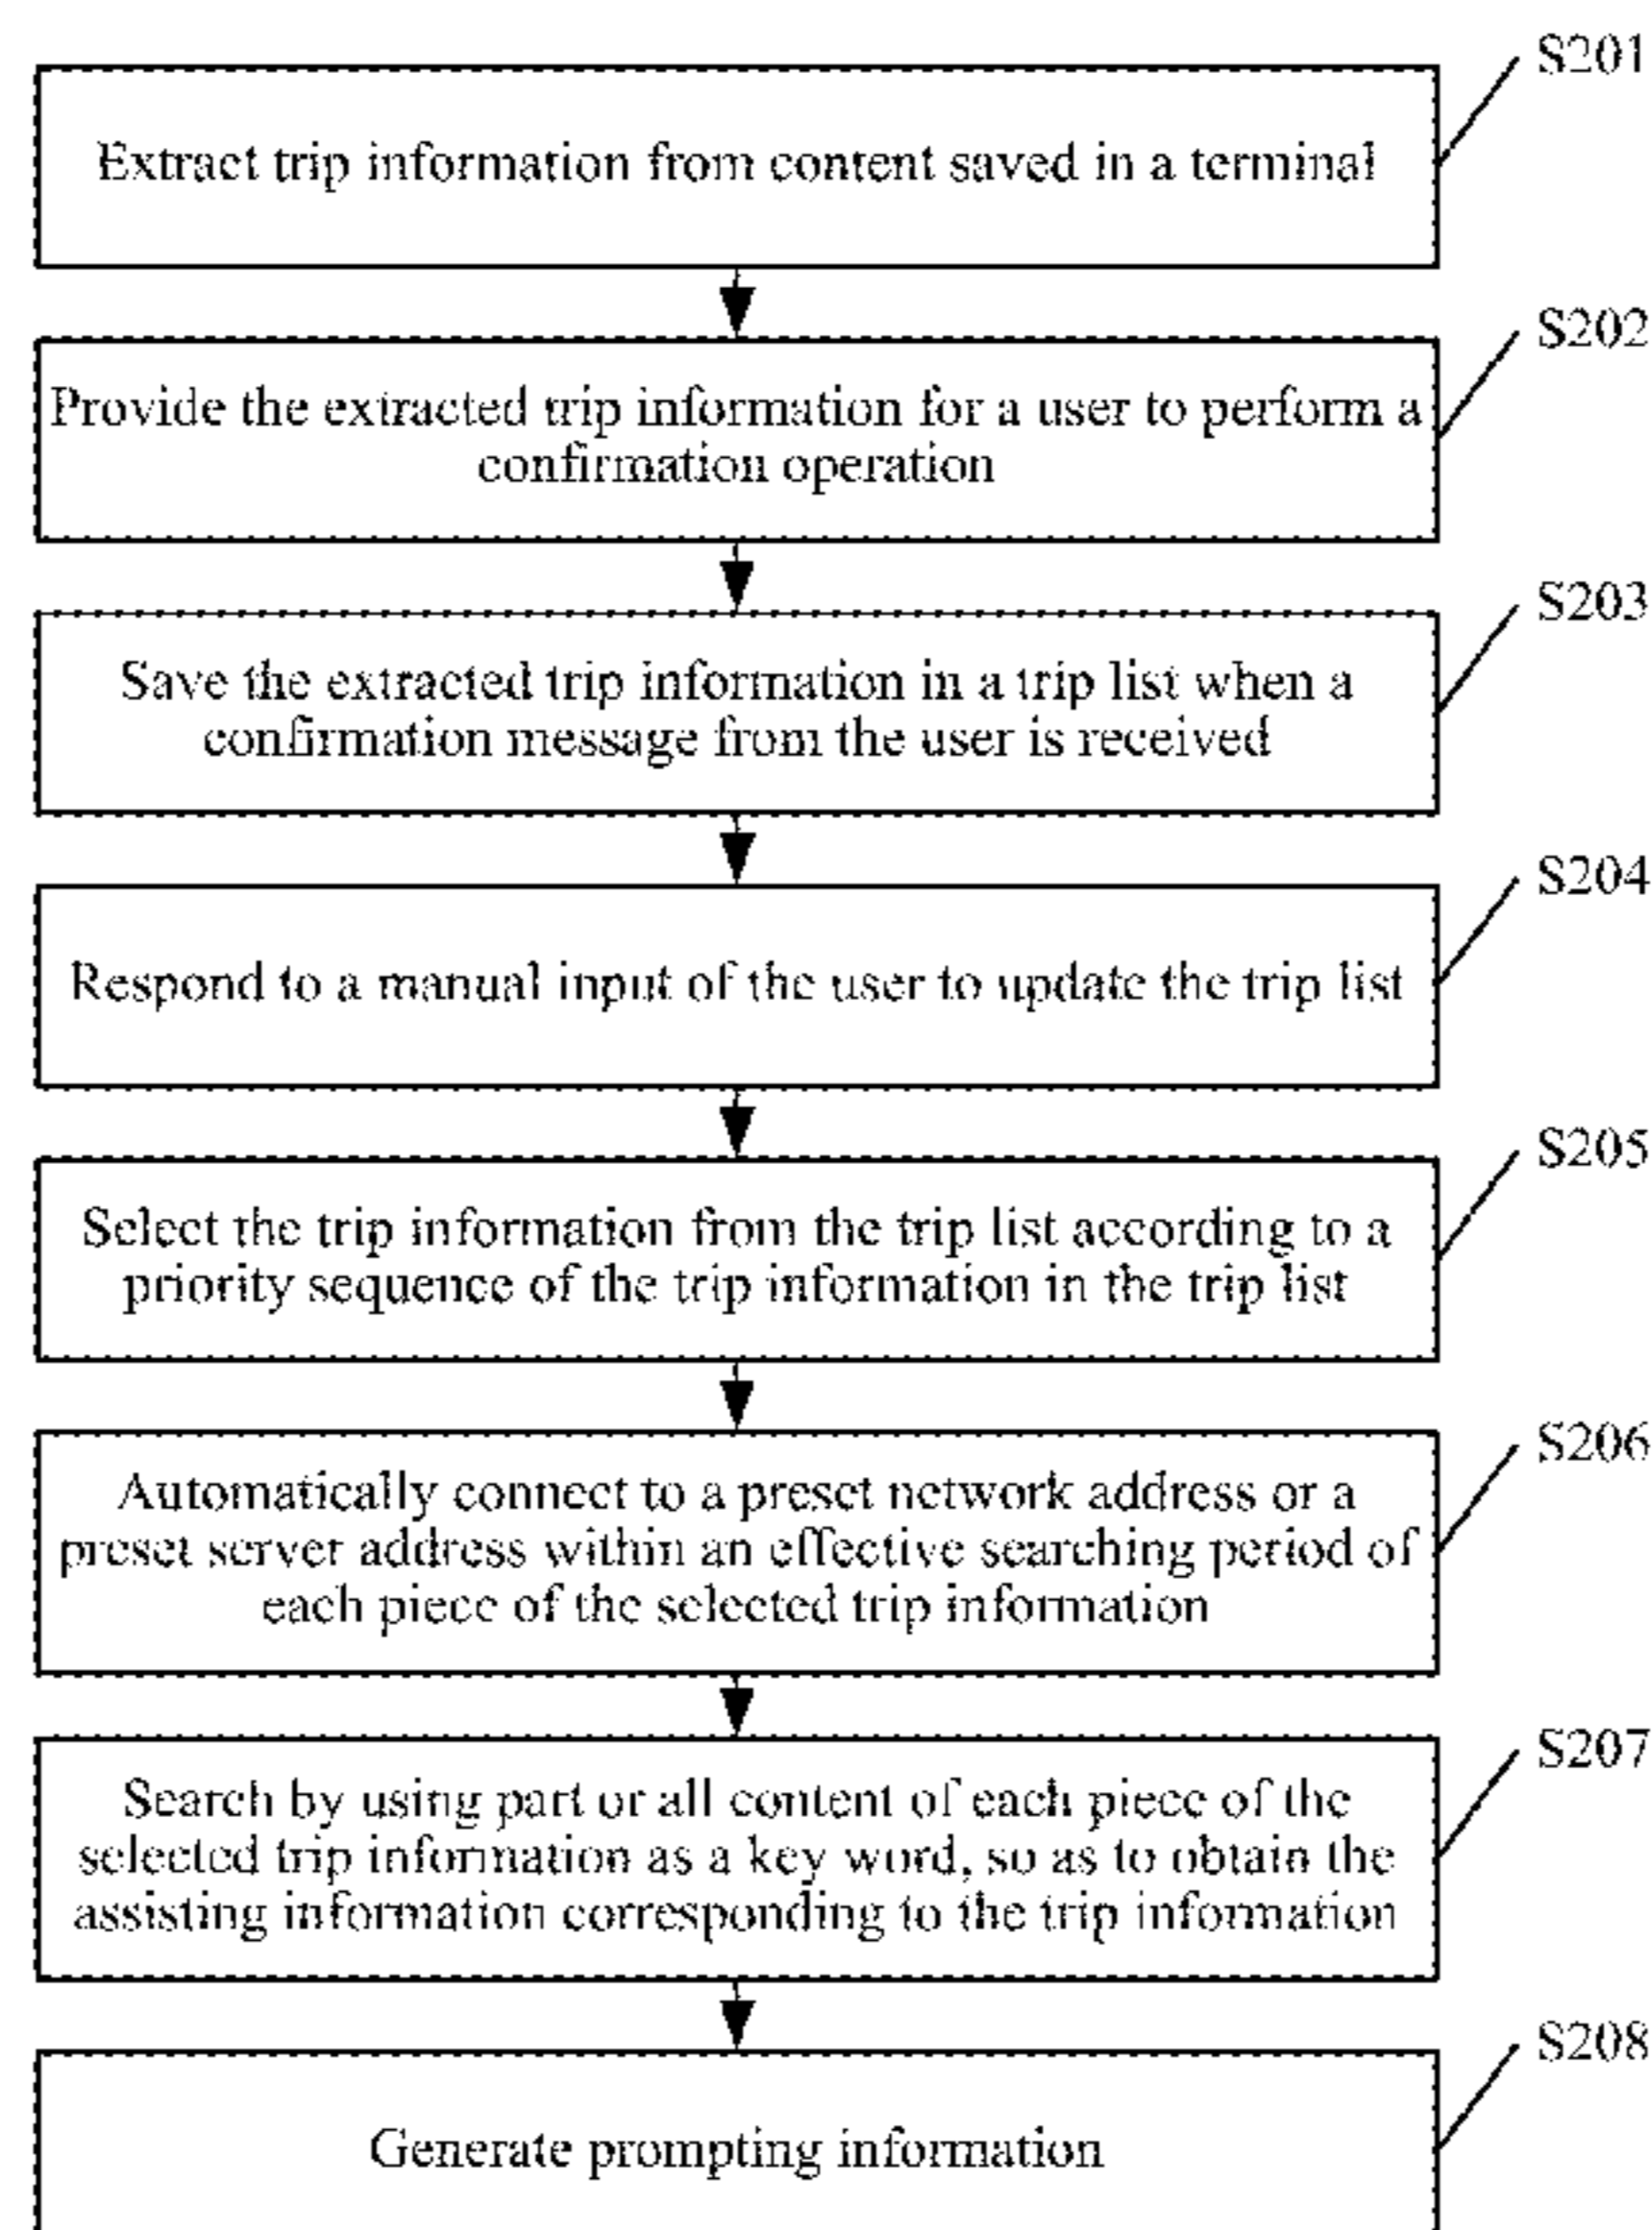 S201
Extract trip information from content saved in a terminal
S202
Provide the extracted trip information for a user to perform a
confirmation operation
S203
Save the extracted trip information in a trip list when a
confirmation message from the user is received
S204
Respond to a manual input of the user to update the trip list
S205
Select the trip information from the trip list according to a
priority sequence of the trip information in the trip list
S206
Automatically connect to a preset network address or a
preset server address within an effective searching period of
each piece of the selected trip information
S207
Search by using part or all content of each piece of the
selected trip information as a key word, so as to obtain the
assisting information corresponding to the trip information
S208
Generate prompting information